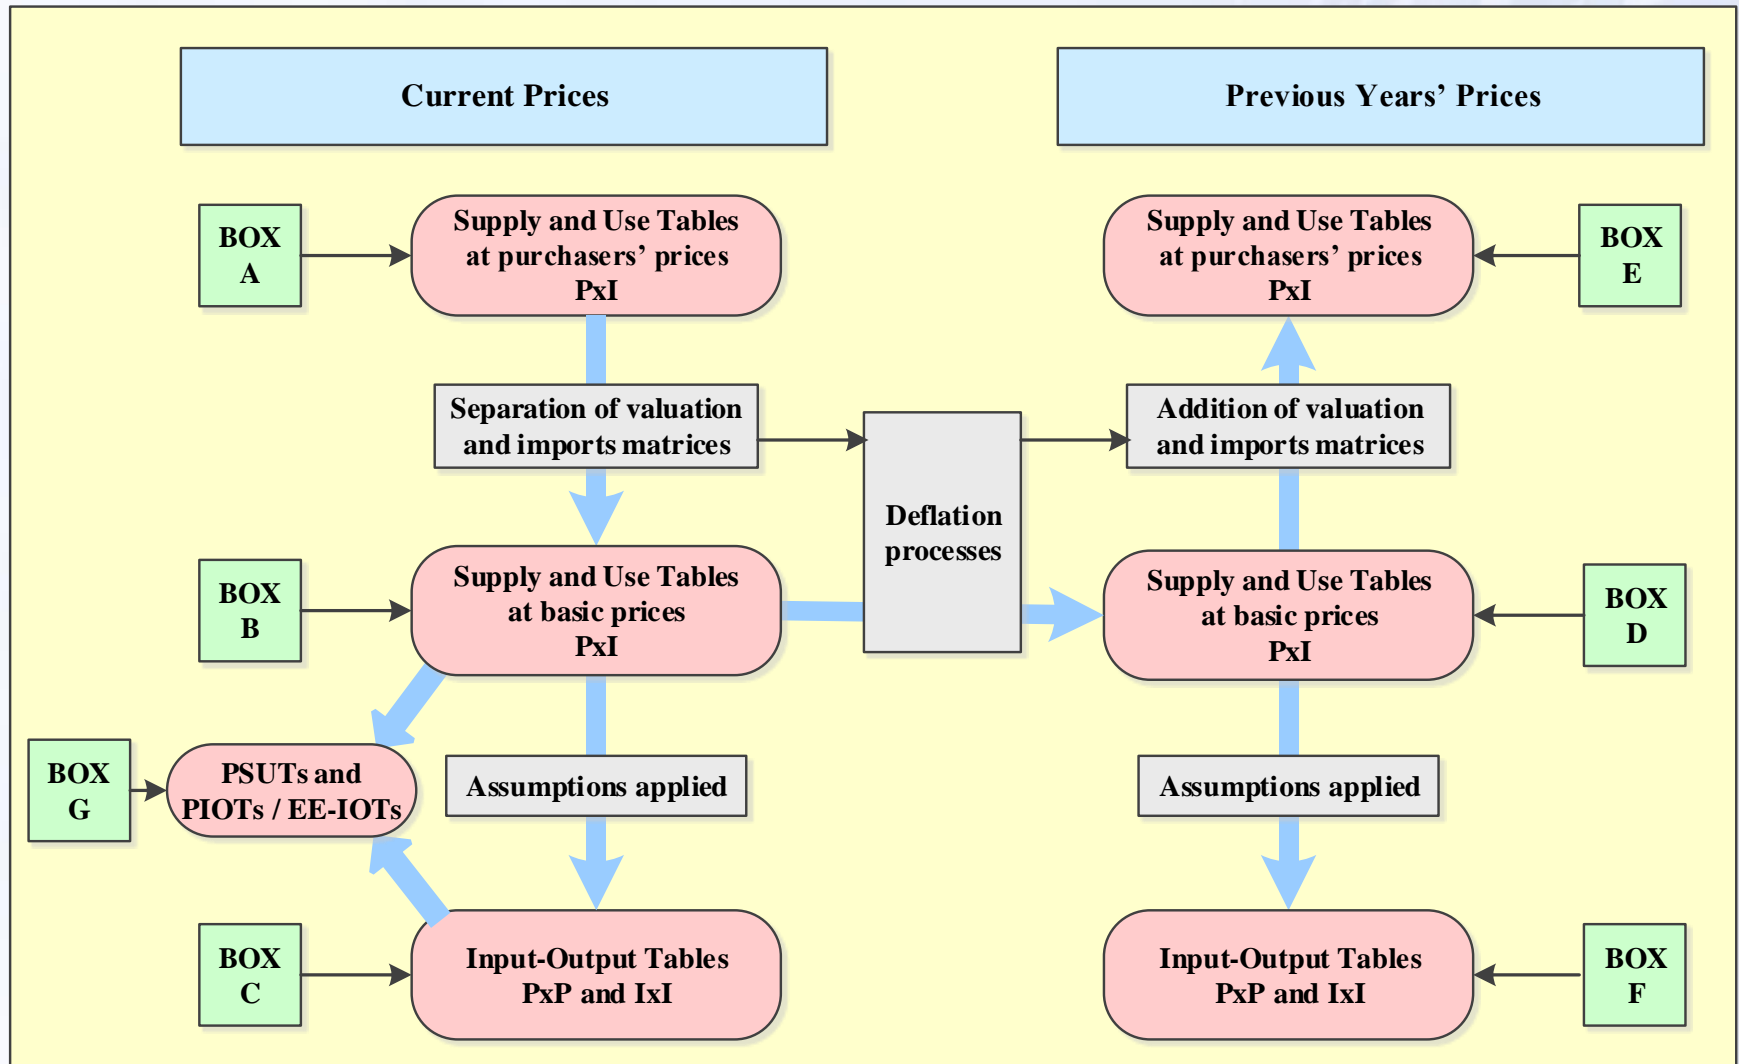 Current Prices
Previous Years’ Prices
BOX
A
Supply and Use Tables
at purchasers’ prices
PxI
Supply and Use Tables
at purchasers’ prices
PxI
BOX
E
Separation of valuation
and imports matrices
Deflation
processes
Addition of valuation
and imports matrices
BOX
B
Supply and Use Tables
at basic prices
PxI
Supply and Use Tables
at basic prices
PxI
BOX
D
BOX
G
PSUTs and
PIOTs / EE-IOTs
Assumptions applied
Assumptions applied
BOX
C
Input-Output Tables
PxP and IxI
Input-Output Tables
PxP and IxI
BOX
F